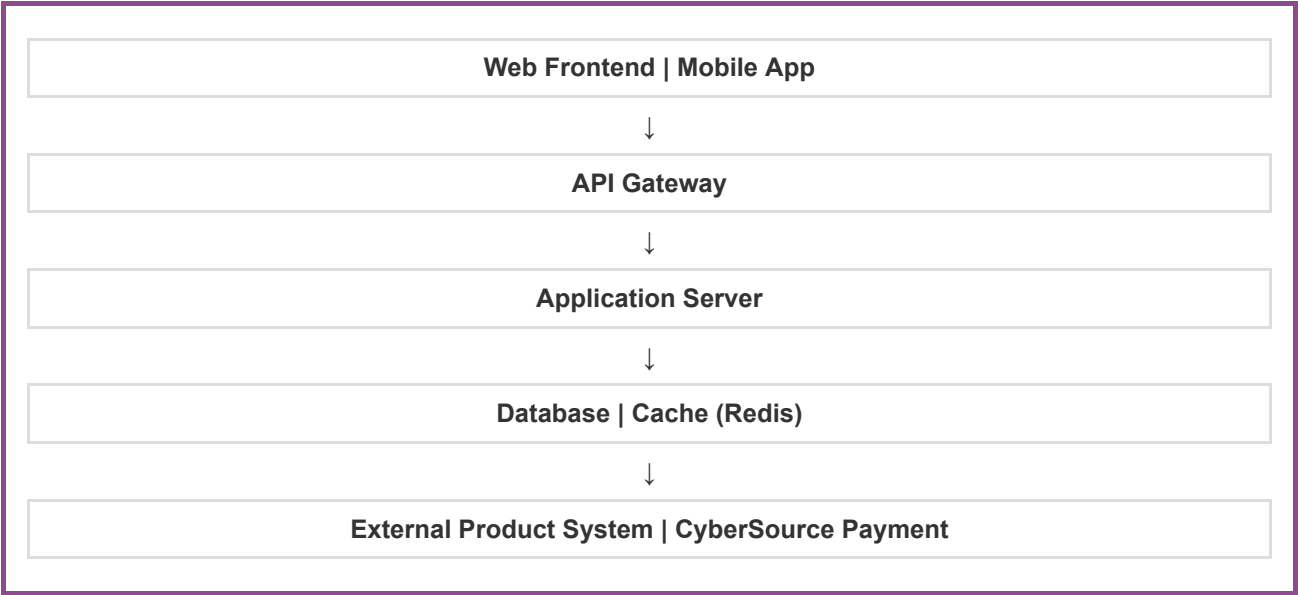 Web Frontend | Mobile App
↓
API Gateway
↓
Application Server
↓
Database | Cache (Redis)
↓
External Product System | CyberSource Payment